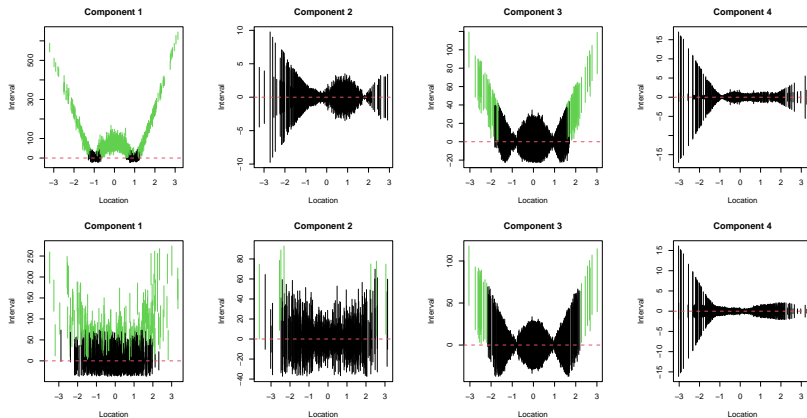 Component 1
Component 2
Component 3
Component 4
Interval
0
100
300
500
−3 −2 −1 0 1 2 3
Location
Interval
−10
−5
0
5
10
−3 −2 −1 0 1 2 3
Location
Interval
−20
0
20
40
60
80
100
−3 −2 −1 0 1 2 3
Location
Interval
−15
−5
0
5
10
15
−3 −2 −1 0 1 2 3
Location
Component 1
Component 2
Component 3
Component 4
Interval
0
50
100
150
200
250
−3 −2 −1 0 1 2 3
Location
Interval
−40
−20
0
20
40
60
80
−3 −2 −1 0 1 2 3
Location
Interval
0
50
100
−3 −2 −1 0 1 2 3
Location
Interval
−15
−10
−5
0
5
10
15
−3 −2 −1 0 1 2 3
Location